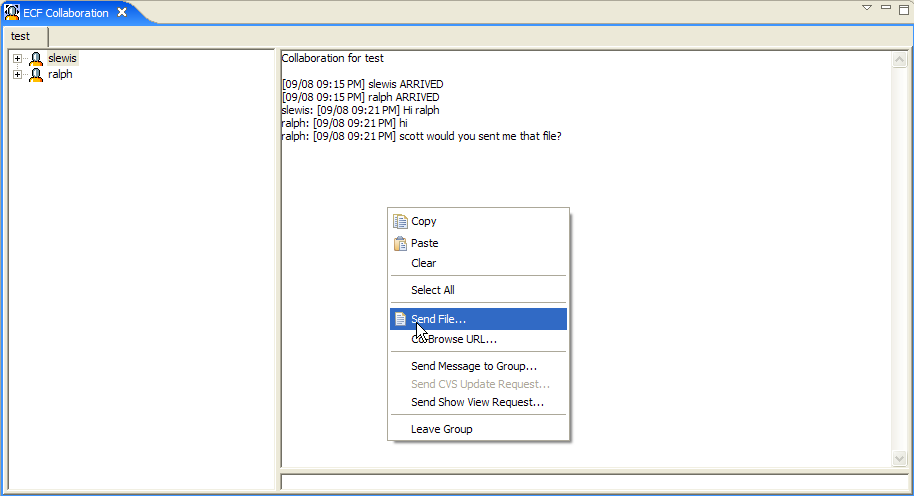 ECF Collaboration
test
slewis
ralph
Collaboration for test
[09/08 09:15 PM] slewis ARRIVED
[09/08 09:15 PM] ralph ARRIVED
slewis: [09/08 09:21 PM] Hi ralph
ralph: [09/08 09:21 PM] hi
ralph: [09/08 09:21 PM] scott would you sent me that file?
Copy
Paste
Clear
Select All
Send File...
Co-Browse URL...
Send Message to Group...
Send CVS Update Request...
Send Show View Request...
Leave Group